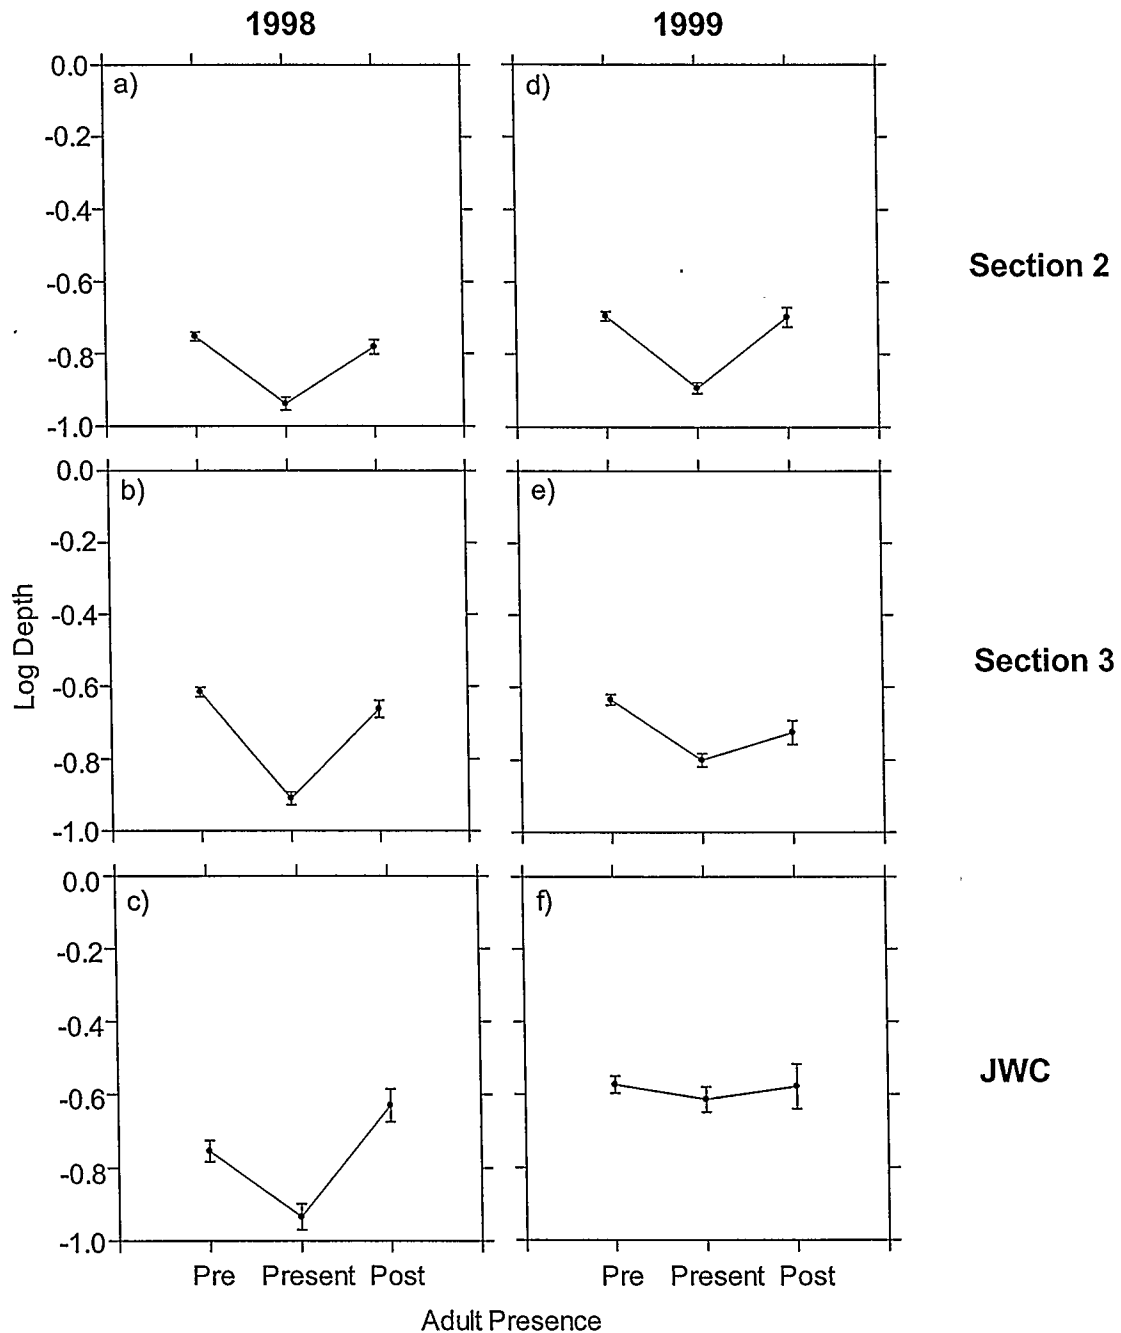 1998 1999
a)
d)
0.0
-0.2
-0.4
-0.6
-0.8
-1.0
Section 2
b)
e)
0.0
-0.2
-0.4
-0.6
-0.8
-1.0
Section 3
Log Depth
c)
f)
0.0
-0.2
-0.4
-0.6
-0.8
-1.0
JWC
Pre Present Post Pre Present Post
Adult Presence